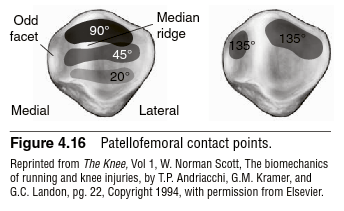 Odd
facet
90°
Median
ridge
45°
20°
Medial
Lateral
135°
135°
Figure 4.16 Patellofemoral contact points.
Reprinted from The Knee, Vol 1, W. Norman Scott, The biomechanics
of running and knee injuries, by T.P. Andriacchi, G.M. Kramer, and
G.C. Landon, pg. 22, Copyright 1994, with permission from Elsevier.